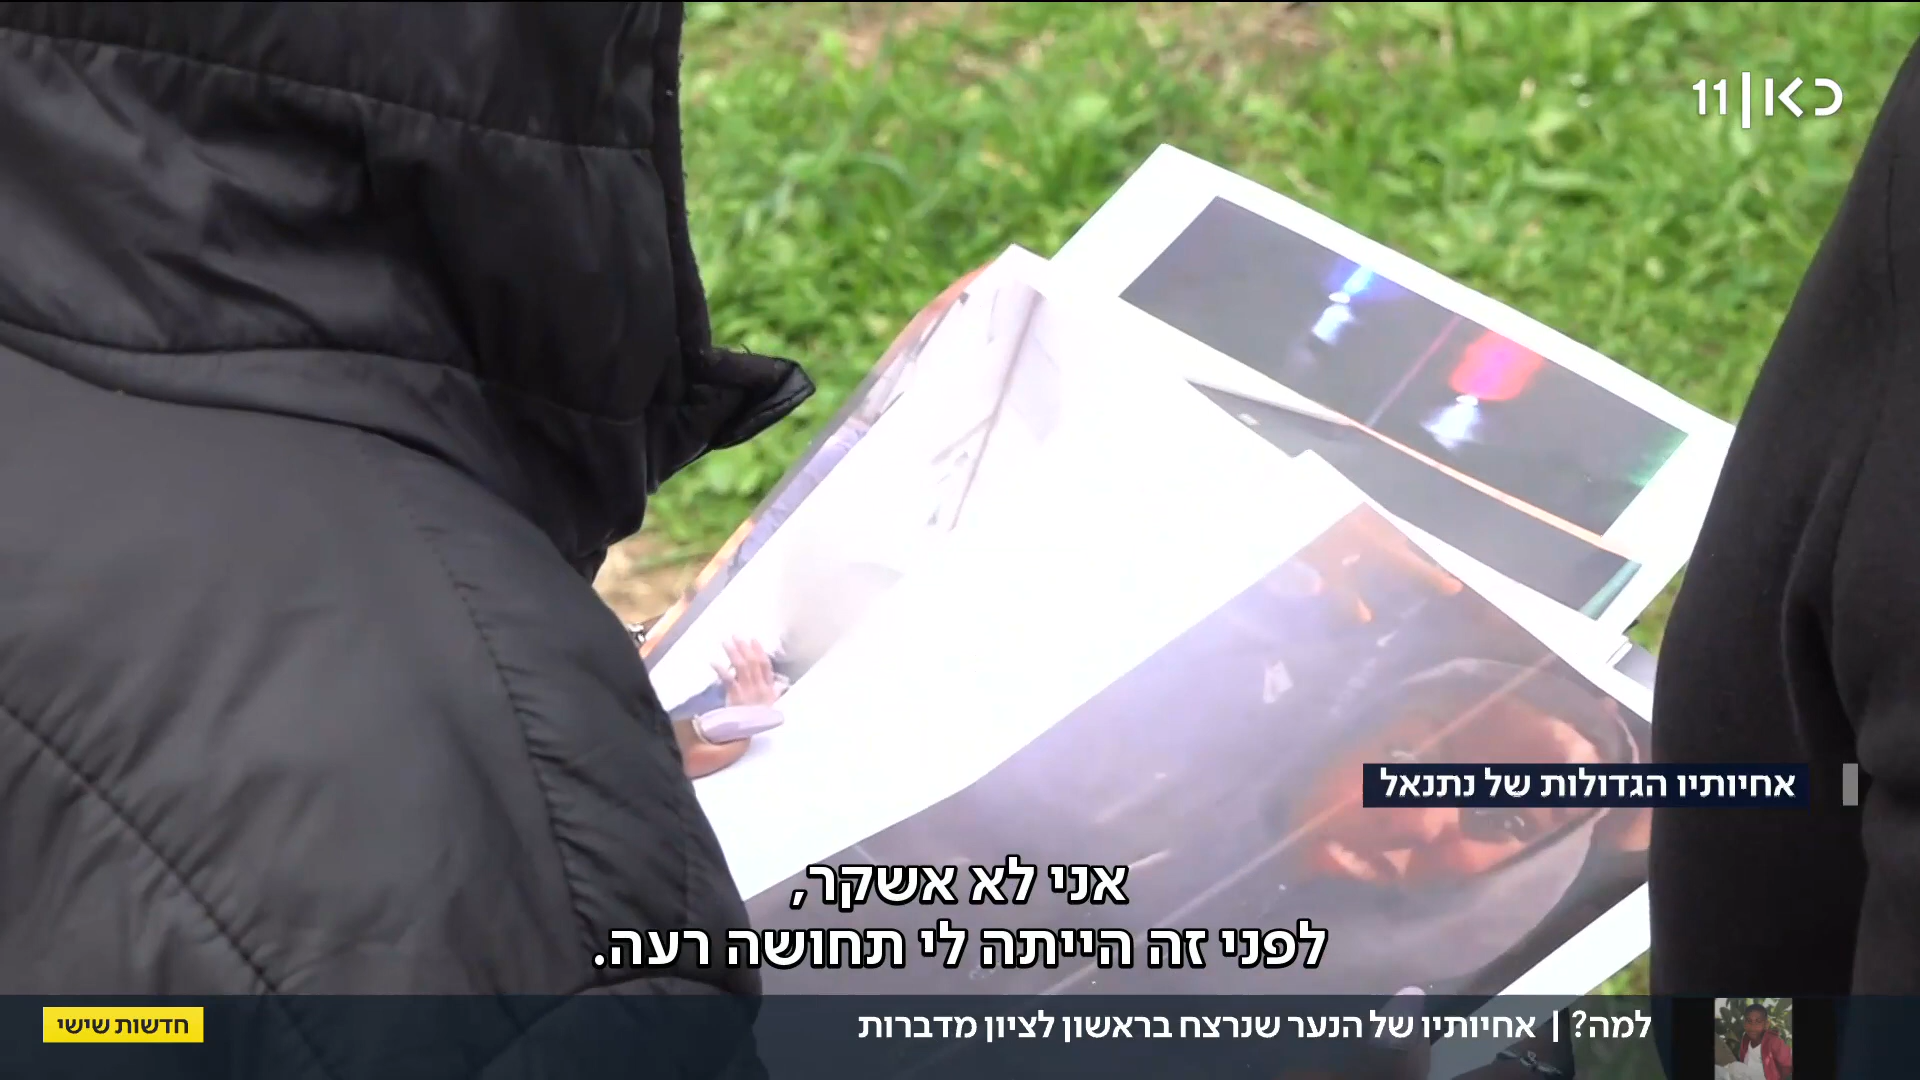 כאן 11
אחיותיו הגדולות של נתנאל
אני לא אשקר,
לפני זה הייתה לי תחושה רעה.
למה? | אחיותיו של הנער שנרצח בראשון לציון מדברות
חדשות שישי